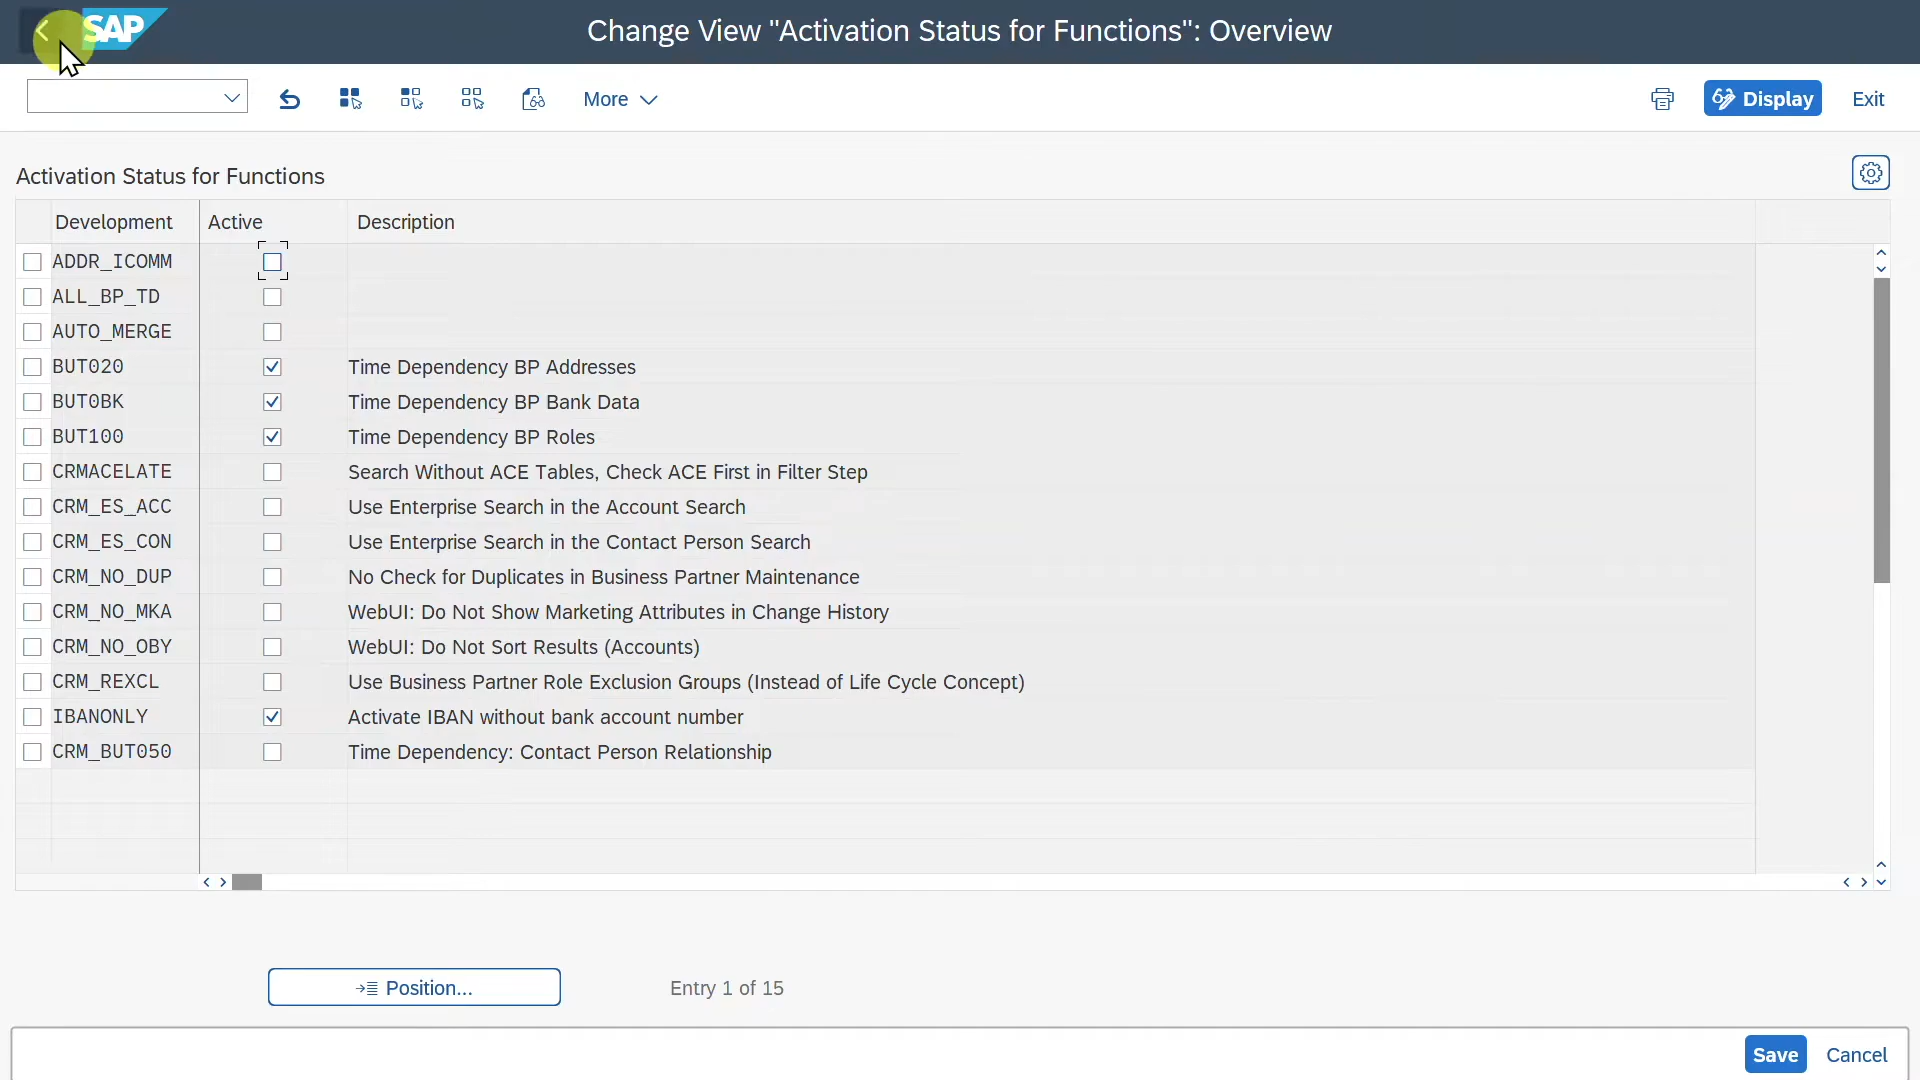 SAP
Change View "Activation Status for Functions": Overview
More
Display
Exit
Activation Status for Functions
Development Active Description
ADDR_ICOMM
ALL_BP_TD
AUTO_MERGE
BUT020 Time Dependency BP Addresses
BUT0BK Time Dependency BP Bank Data
BUT100 Time Dependency BP Roles
CRMACELATE Search Without ACE Tables, Check ACE First in Filter Step
CRM_ES_ACC Use Enterprise Search in the Account Search
CRM_ES_CON Use Enterprise Search in the Contact Person Search
CRM_NO_DUP No Check for Duplicates in Business Partner Maintenance
CRM_NO_MKA WebUI: Do Not Show Marketing Attributes in Change History
CRM_NO_OBY WebUI: Do Not Sort Results (Accounts)
CRM_REXCL Use Business Partner Role Exclusion Groups (Instead of Life Cycle Concept)
IBANONLY Activate IBAN without bank account number
CRM_BUT050 Time Dependency: Contact Person Relationship
Position...
Entry 1 of 15
Save
Cancel